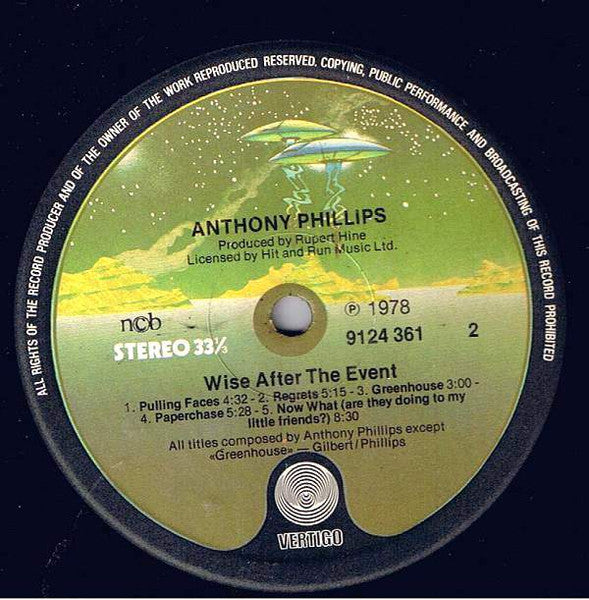 ALL RIGHTS OF THE RECORD PRODUCER AND OF THE OWNER OF THE WORK REPRODUCED RESERVED. COPYING, PUBLIC PERFORMANCE AND BROADCASTING OF THIS RECORD PROHIBITED
ANTHONY PHILLIPS
Produced by Rupert Hine
Licensed by Hit and Run Music Ltd.
n©b
℗ 1978
STEREO 33⅓
9124 361
2
Wise After The Event
1. Pulling Faces 4:32 - 2. Regrets 5:15 - 3. Greenhouse 3:00 -
4. Paperchase 5:28 - 5. Now What (are they doing to my
little friends?) 8:30
All titles composed by Anthony Phillips except
«Greenhouse» — Gilbert/Phillips
VERTIGO